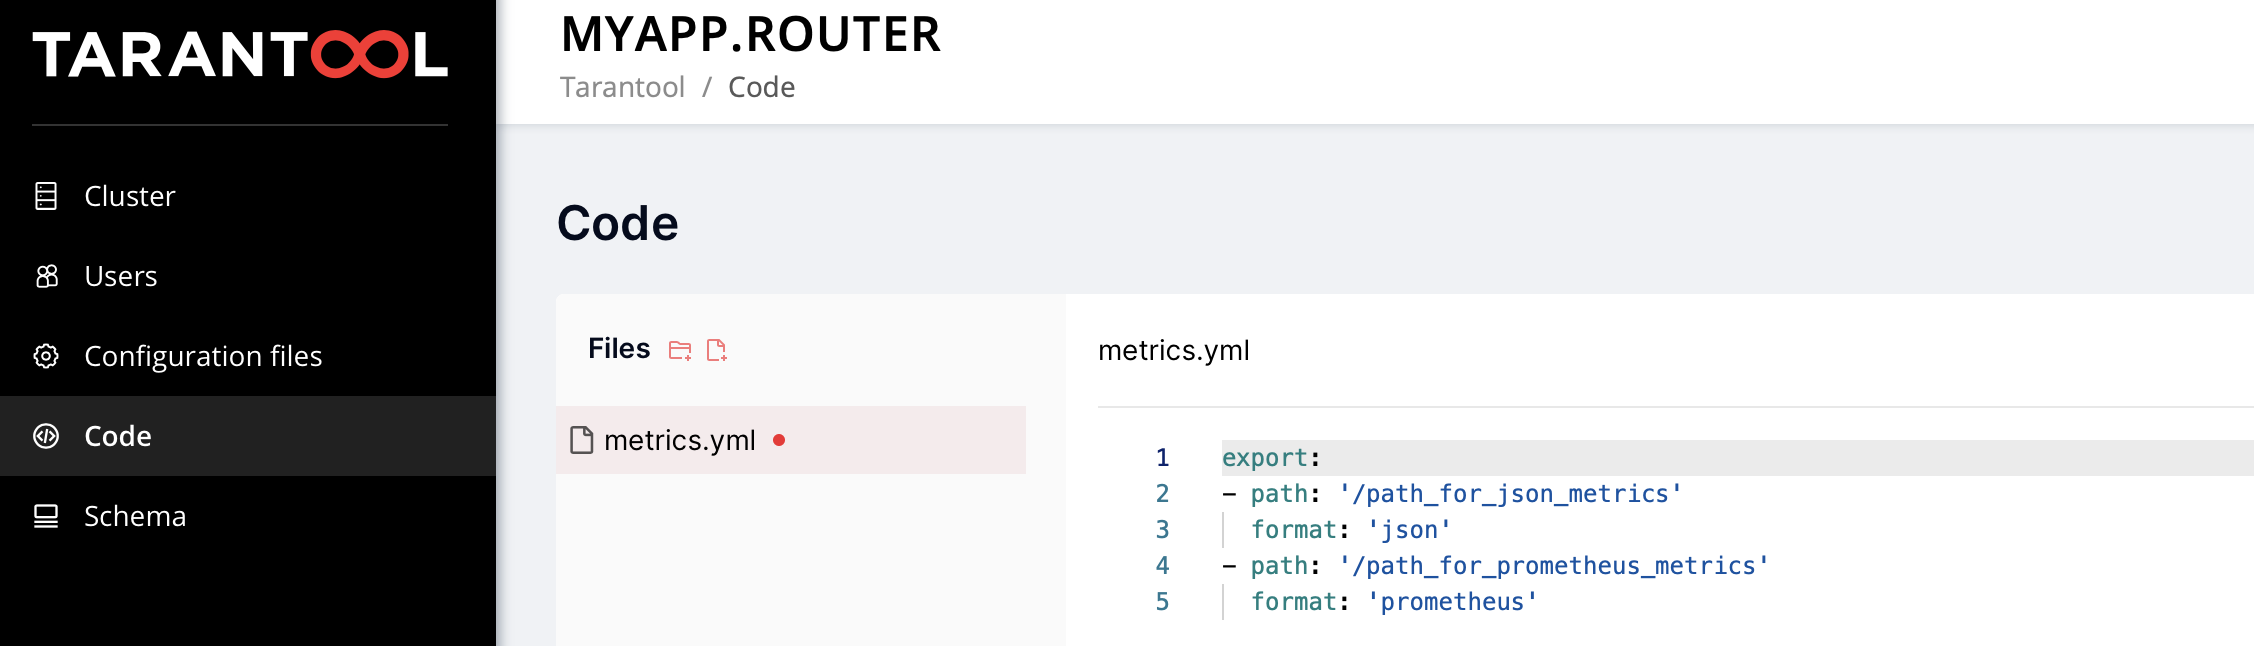 TARANTOOL
Cluster
Users
Configuration files
Code
Schema
MYAPP.ROUTER
Tarantool / Code
Code
Files
metrics.yml
metrics.yml
1 export:
2 - path: '/path_for_json_metrics'
3 format: 'json'
4 - path: '/path_for_prometheus_metrics'
5 format: 'prometheus'